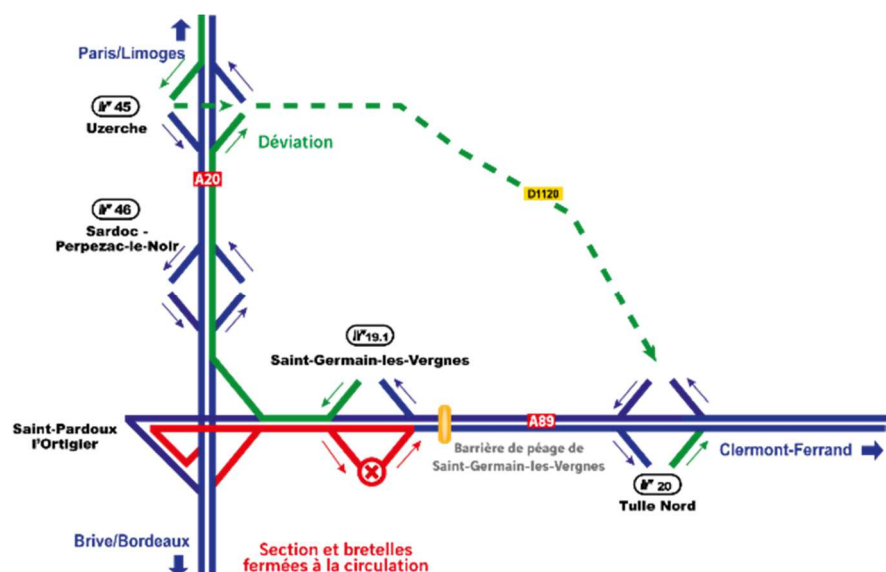 Paris/Limoges
45
Uzerche
Déviation
A20
D1120
46
Sardoc -
Perpezac-le-Noir
19.1
Saint-Germain-les-Vergnes
Saint-Pardoux
l'Ortigier
A89
Barrière de péage de
Saint-Germain-les-Vergnes
Clermont-Ferrand
20
Tulle Nord
Brive/Bordeaux
Section et bretelles
fermées à la circulation